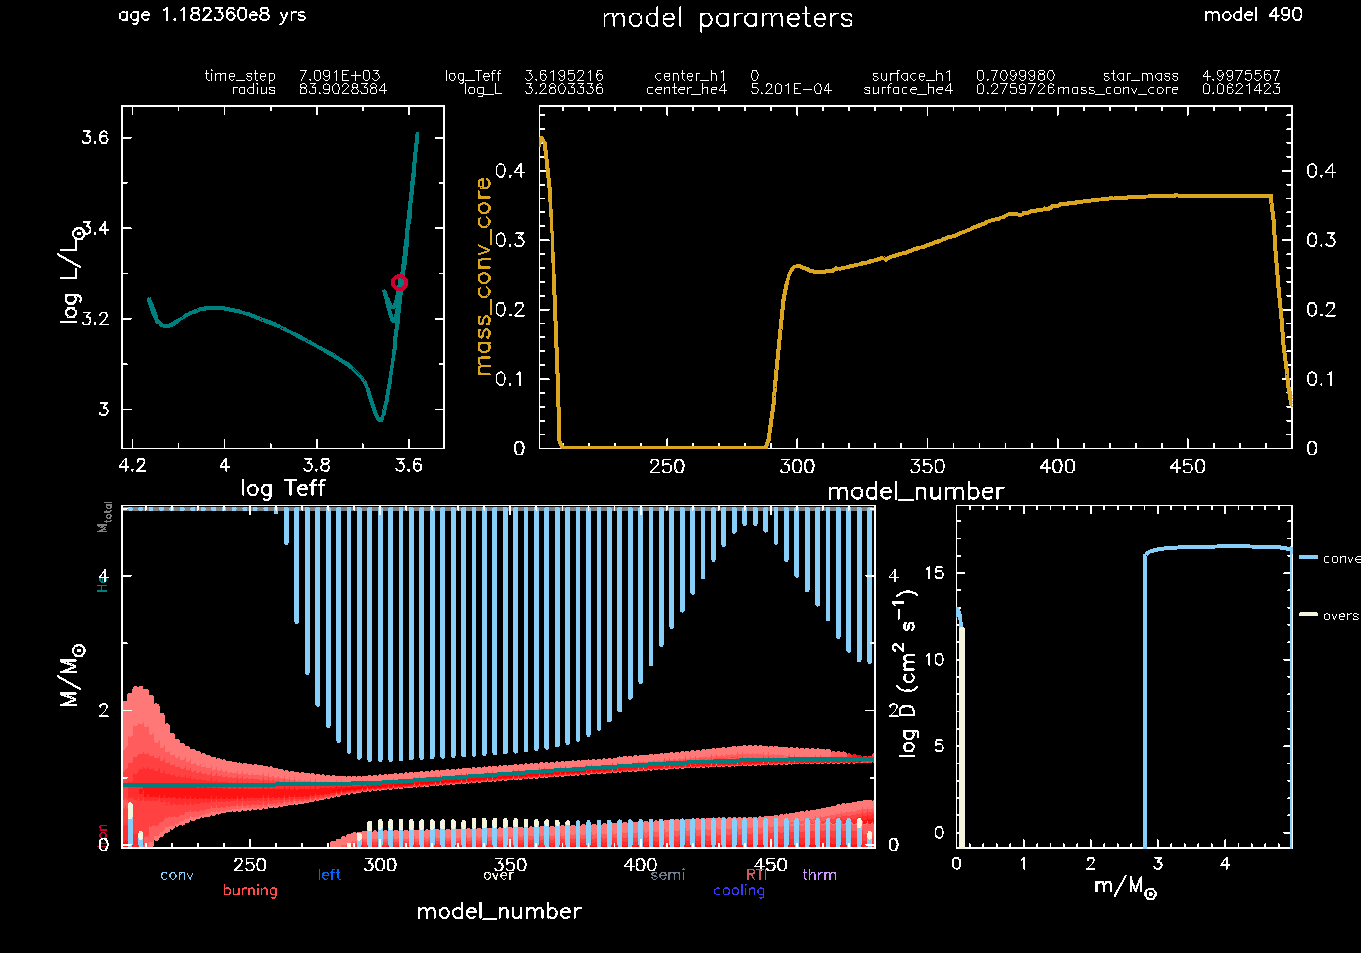 age 1.182360e8 yrs model parameters model 490
time_step 7.091E+03 log_Teff 3.6195216 center_h1 0 surface_h1 0.7099980 star_mass 4.9975567
radius 83.9028384 log_L 3.2803336 center_he4 5.201E-04 surface_he4 0.2759726 mass_conv_core 0.0621423
log L/L⊙
3.6
3.4
3.2
3
4.2 4 3.8 3.6
log Teff
mass_conv_core
0.4 0.4
0.3 0.3
0.2 0.2
0.1 0.1
0 0
250 300 350 400 450
model_number
Mtotal
He
M/M⊙
4 4
2 2
0 0
250 300 350 400 450
conv left over semi RTI thrm
burning cooling
model_number
log D (cm² s⁻¹)
15
10
5
0
0 1 2 3 4
m/M⊙
conve
overs